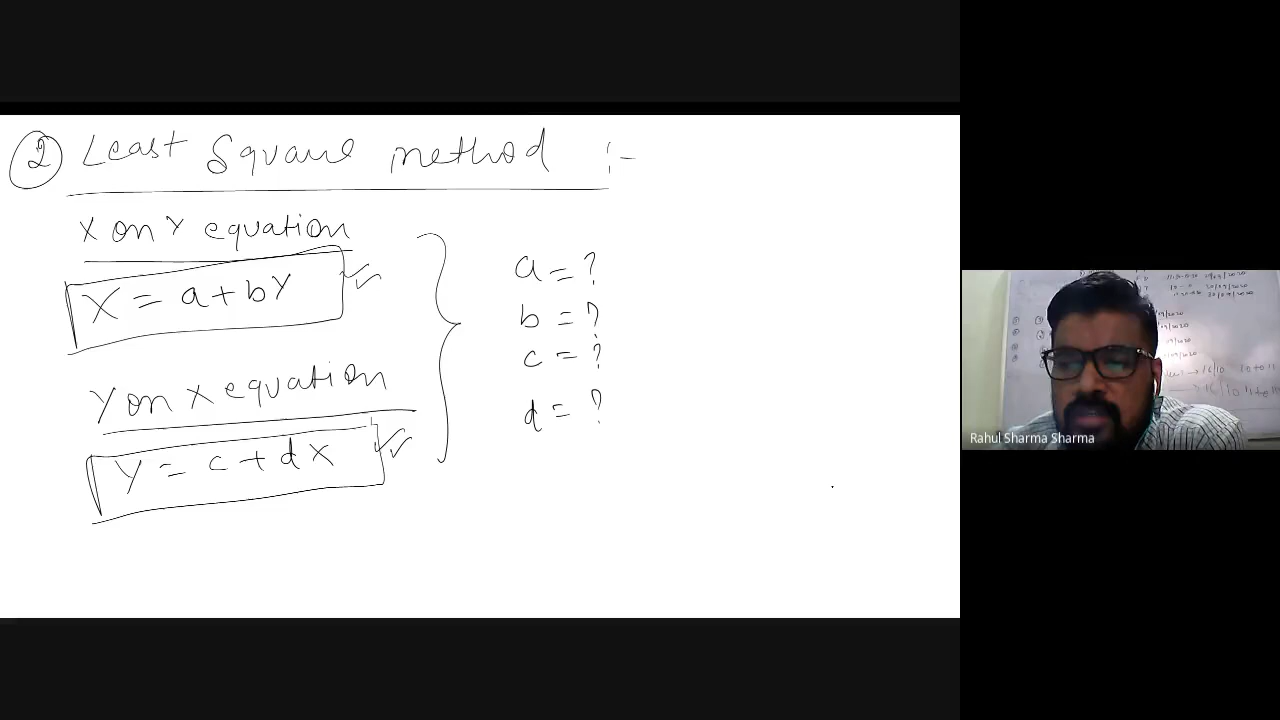 ② Least Square method :-
X on Y equation
X = a + bY
Y on X equation
Y = c + dX
a = ?
b = ?
c = ?
d = ?
Rahul Sharma Sharma